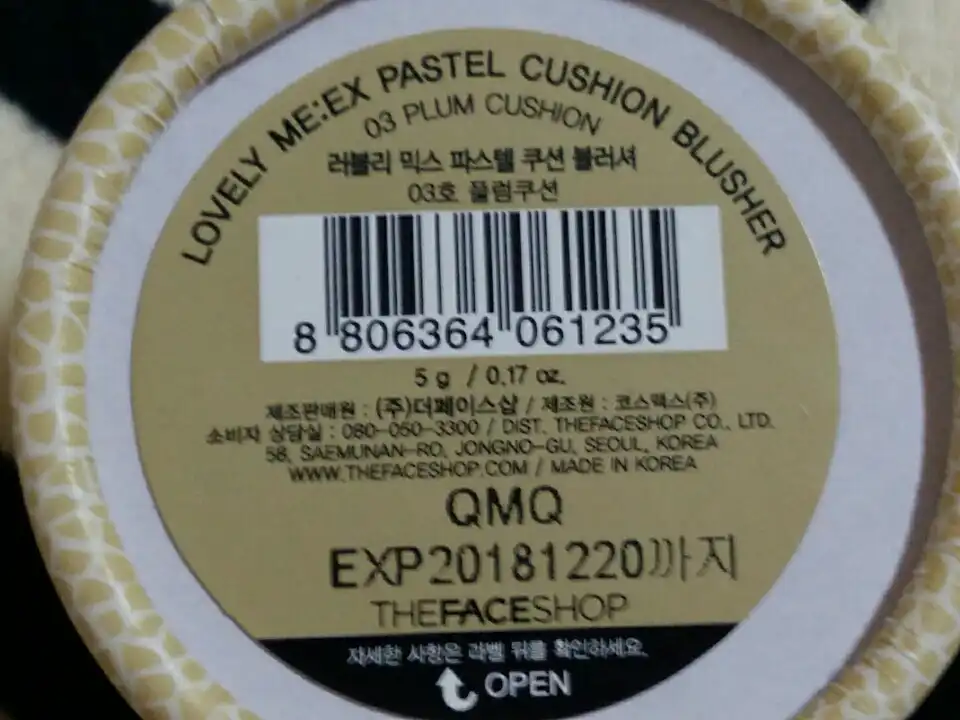 LOVELY ME:EX PASTEL CUSHION BLUSHER
03 PLUM CUSHION
러블리 믹스 파스텔 쿠션 블러셔
03호 플럼쿠션
8 806364 061235
5 g / 0.17 oz.
제조판매원 : (주)더페이스샵 / 제조원 : 코스맥스(주)
소비자 상담실 : 080-050-3300 / DIST. THEFACESHOP CO., LTD.
58, SAEMUNAN-RO, JONGNO-GU, SEOUL, KOREA
WWW.THEFACESHOP.COM / MADE IN KOREA
QMQ
EXP20181220까지
THEFACESHOP
자세한 사항은 라벨 뒤를 확인하세요.
OPEN